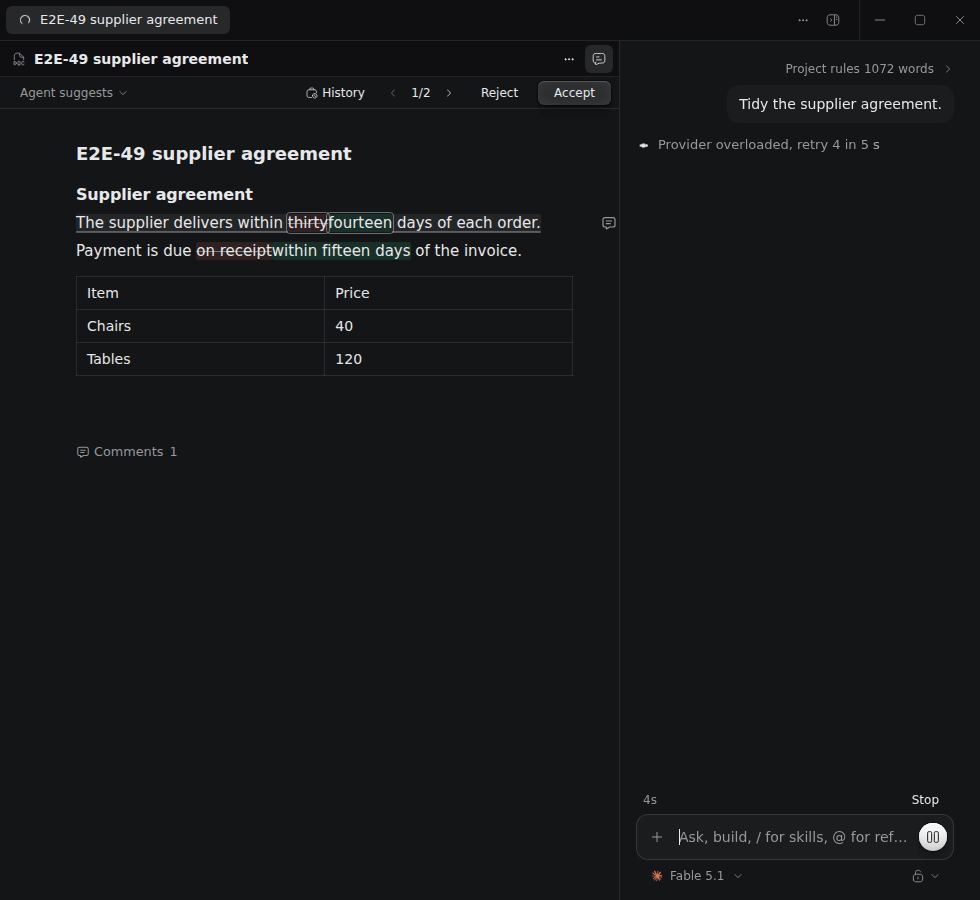 E2E-49 supplier agreement
E2E-49 supplier agreement
Agent suggests
History
1/2
Reject
Accept
E2E-49 supplier agreement
Supplier agreement
The supplier delivers within thirtyfourteen days of each order.
Payment is due on receiptwithin fifteen days of the invoice.
Item Price
Chairs 40
Tables 120
Comments 1
Project rules 1072 words
Tidy the supplier agreement.
Provider overloaded, retry 4 in 5 s
4s Stop
Ask, build, / for skills, @ for ref…
Fable 5.1